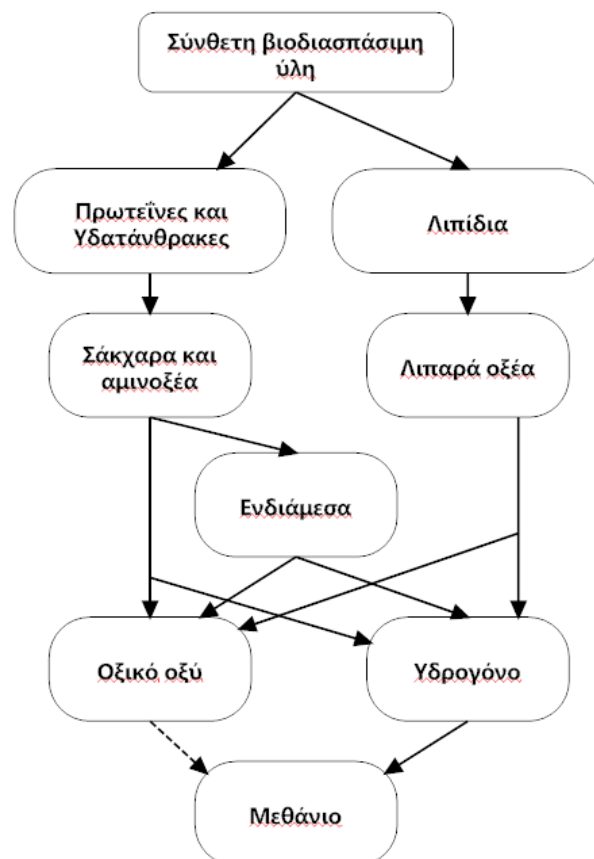 Σύνθετη βιοδιασπάσιμη
ύλη
Πρωτεΐνες και
Υδατάνθρακες
Λιπίδια
Σάκχαρα και
αμινοξέα
Λιπαρά οξέα
Ενδιάμεσα
Οξικό οξύ
Υδρογόνο
Μεθάνιο